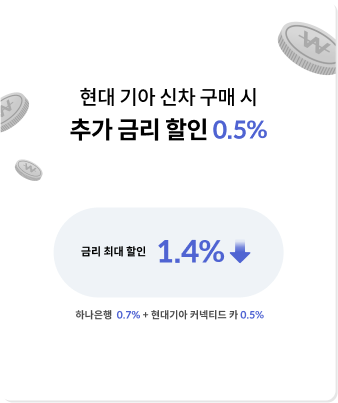 현대 기아 신차 구매 시
추가 금리 할인 0.5%
금리 최대 할인 1.4%
하나은행 0.7% + 현대기아 커넥티드 카 0.5%